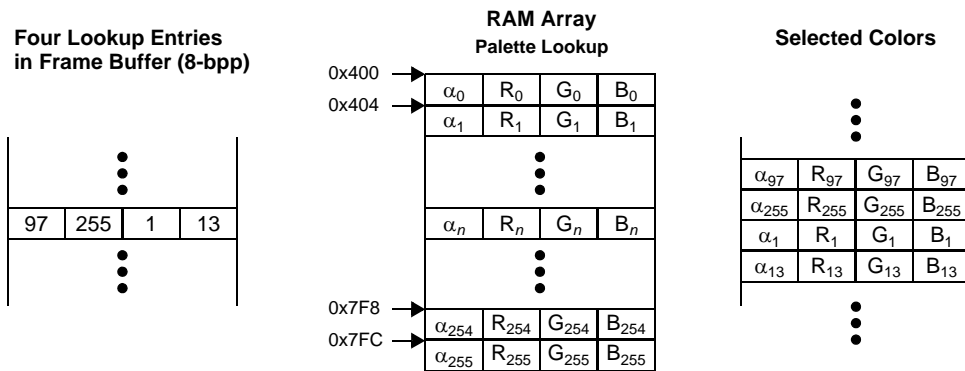 Four Lookup Entries
in Frame Buffer (8-bpp)
97 255 1 13
RAM Array
Palette Lookup
0x400
α0 R0 G0 B0
0x404
α1 R1 G1 B1
αn Rn Gn Bn
0x7F8
α254 R254 G254 B254
0x7FC
α255 R255 G255 B255
Selected Colors
α97 R97 G97 B97
α255 R255 G255 B255
α1 R1 G1 B1
α13 R13 G13 B13